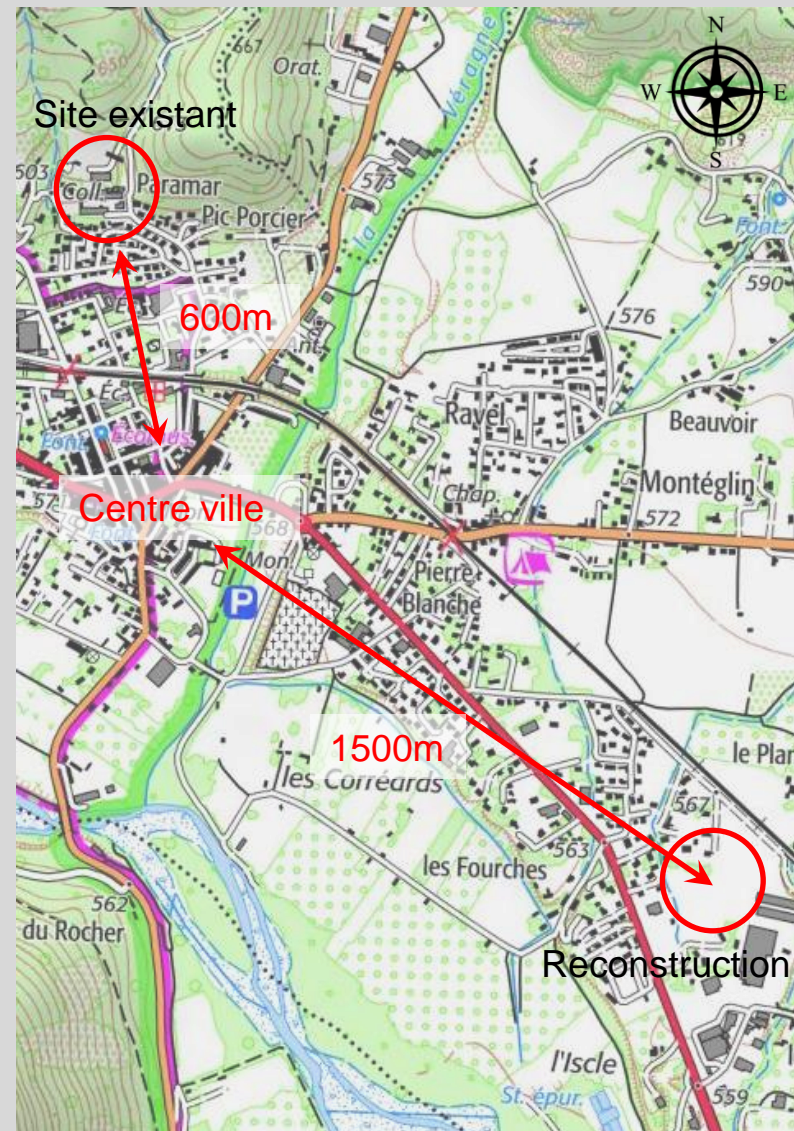 N
W
E
S
667
650
Orat.
la Véragne
Site existant
619
503
Coll.
Paramar
573
Pic Porcier
Font.
590
600m
576
Éc.
Ravel
Beauvoir
Font.
Chap.
Montéglin
Centre ville
568
572
Mon.
Pierre
Blanche
P
1500m
les Corréards
le Plan
567
563
les Fourches
562
du Rocher
Reconstruction
l'Iscle
St. épur.
559